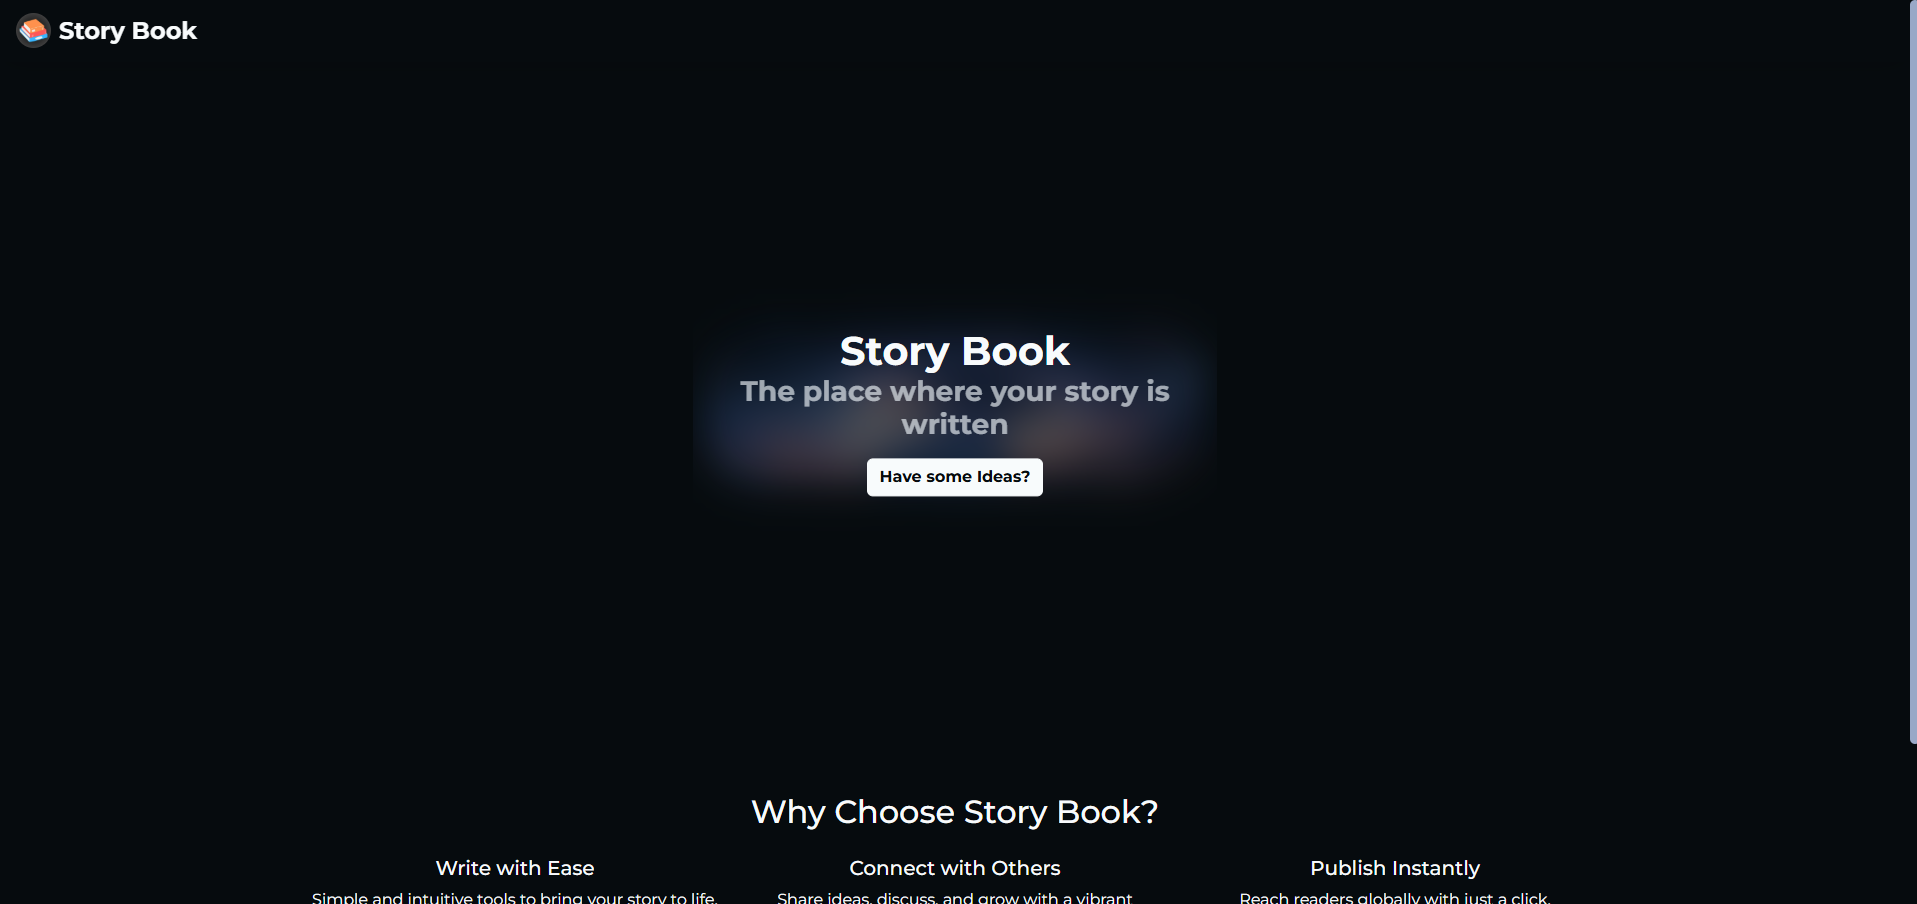 Story Book
Story Book
The place where your story is
written
Have some Ideas?
Why Choose Story Book?
Write with Ease
Connect with Others
Publish Instantly
Simple and intuitive tools to bring your story to life.
Share ideas, discuss, and grow with a vibrant
Reach readers globally with just a click.